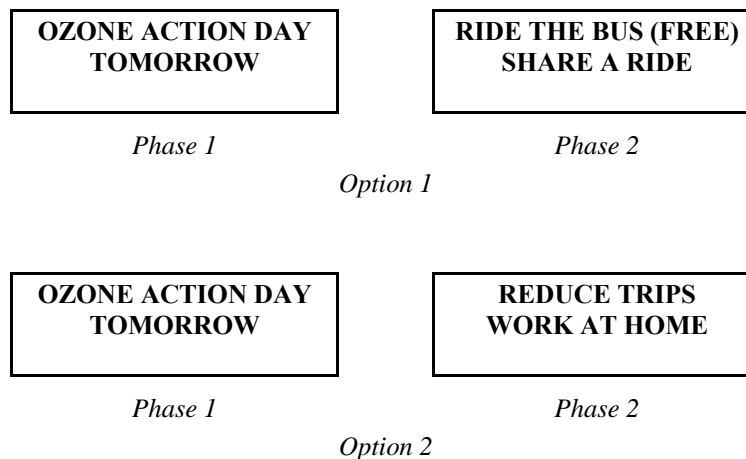 OZONE ACTION DAY
TOMORROW
RIDE THE BUS (FREE)
SHARE A RIDE
Phase 1
Phase 2
Option 1
OZONE ACTION DAY
TOMORROW
REDUCE TRIPS
WORK AT HOME
Phase 1
Phase 2
Option 2